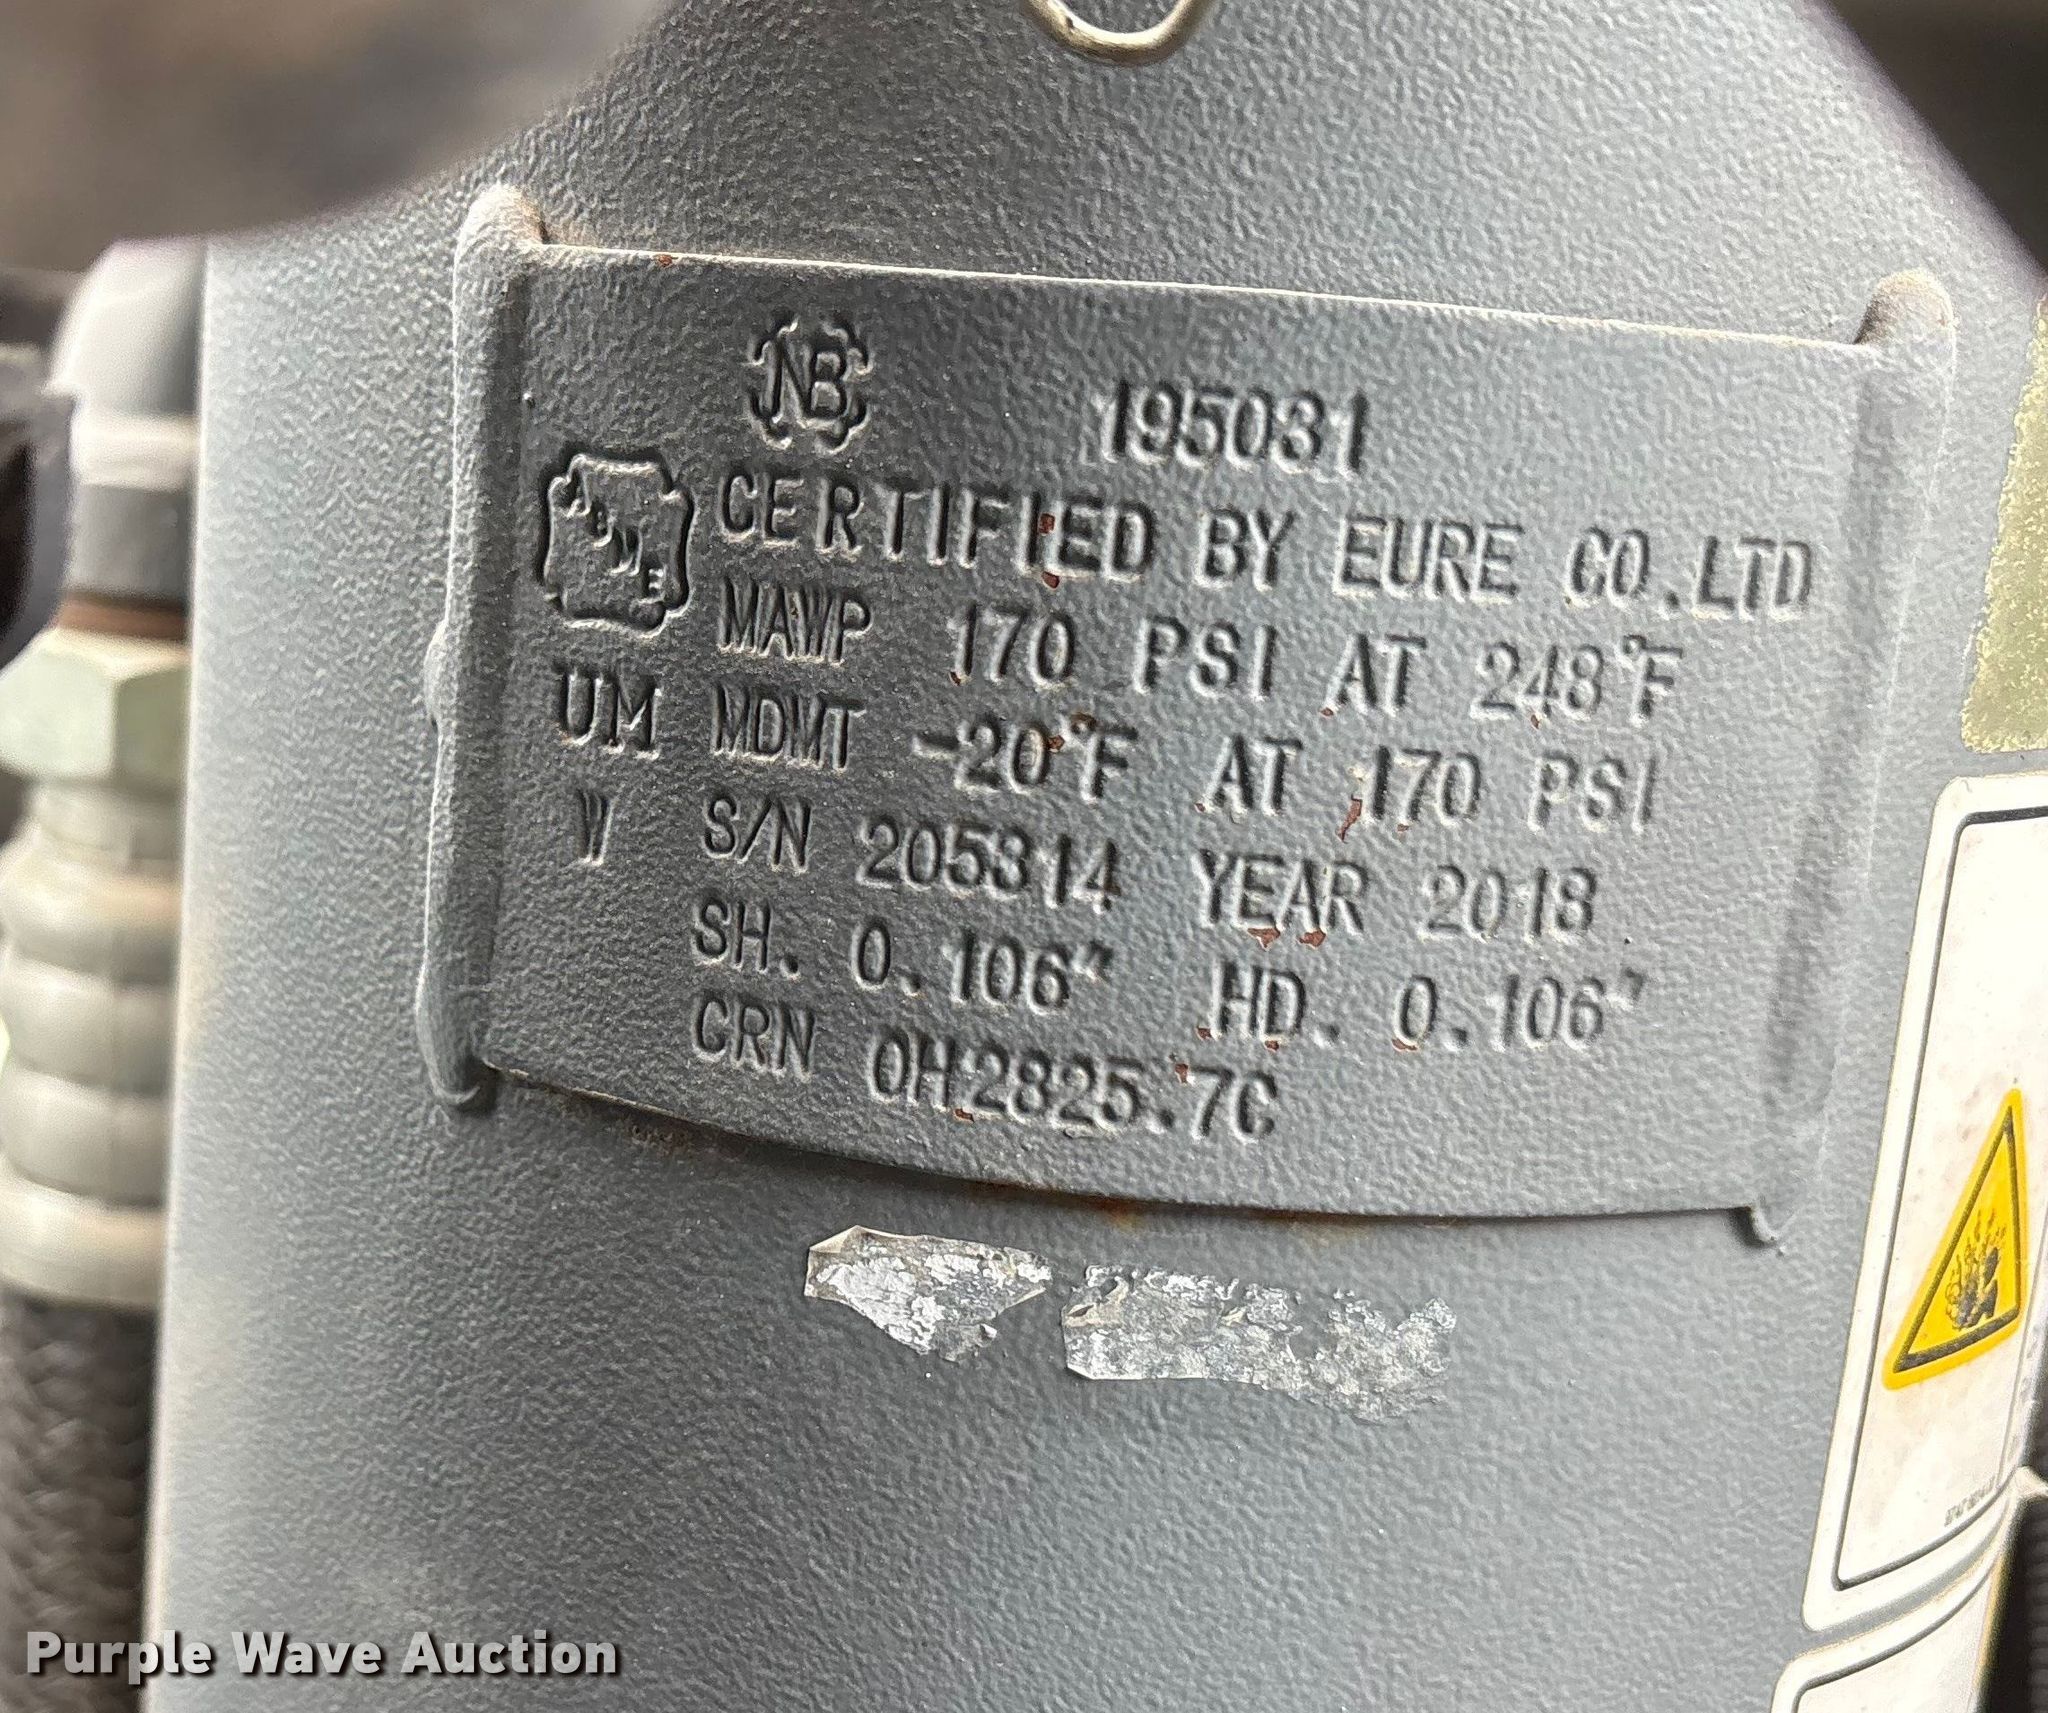 NB 195031
ASME CERTIFIED BY EURE CO.LTD
MAWP 170 PSI AT 248°F
UM MDMT -20°F AT 170 PSI
W S/N 205314 YEAR 2018
SH. 0.106" HD. 0.106"
CRN 0H2825.7C
Purple Wave Auction